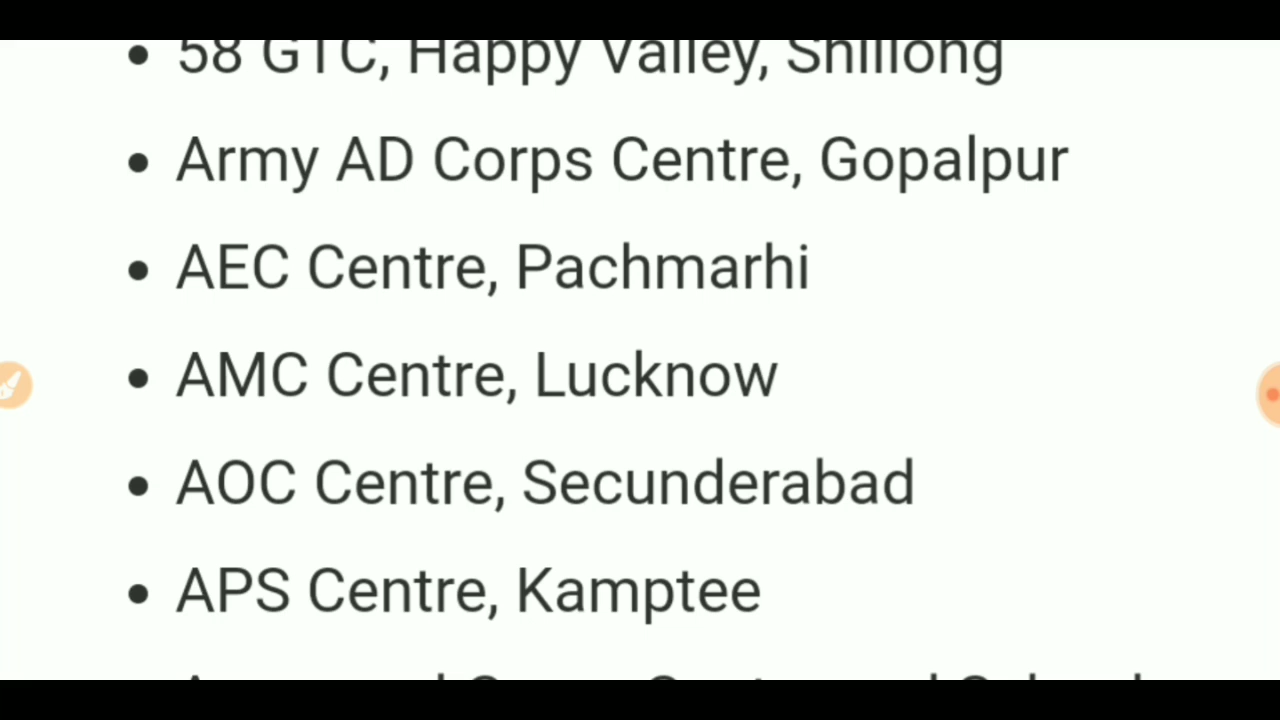 • 58 GTC, Happy Valley, Shillong
• Army AD Corps Centre, Gopalpur
• AEC Centre, Pachmarhi
• AMC Centre, Lucknow
• AOC Centre, Secunderabad
• APS Centre, Kamptee